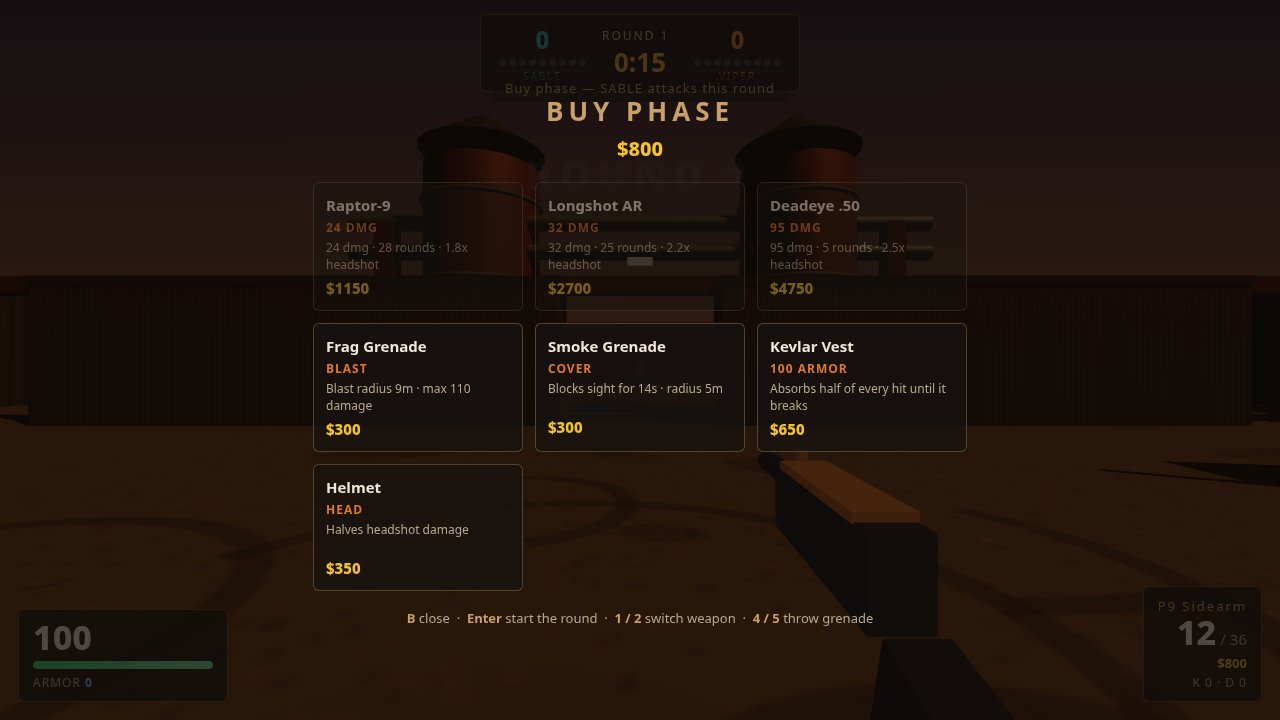 0
ROUND 1
0
0:15
SABLE
VIPER
Buy phase — SABLE attacks this round
BUY PHASE
$800
ROUND 1
Raptor-9
24 DMG
24 dmg · 28 rounds · 1.8x
headshot
$1150
Longshot AR
32 DMG
32 dmg · 25 rounds · 2.2x
headshot
$2700
Deadeye .50
95 DMG
95 dmg · 5 rounds · 2.5x
headshot
$4750
Frag Grenade
BLAST
Blast radius 9m · max 110
damage
$300
Smoke Grenade
COVER
Blocks sight for 14s · radius 5m
$300
Kevlar Vest
100 ARMOR
Absorbs half of every hit until it
breaks
$650
Helmet
HEAD
Halves headshot damage
$350
B close · Enter start the round · 1 / 2 switch weapon · 4 / 5 throw grenade
100
ARMOR 0
P9 Sidearm
12 / 36
$800
K 0 · D 0